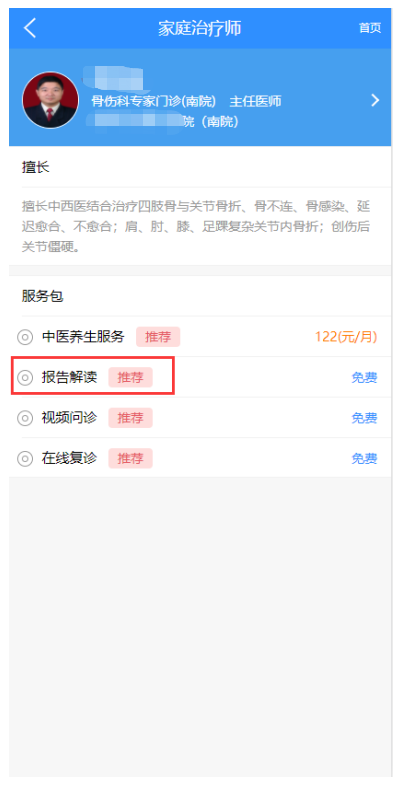 家庭治疗师
首页
骨伤科专家门诊(南院) 主任医师
院（南院）
擅长
擅长中西医结合治疗四肢骨与关节骨折、骨不连、骨感染、延
迟愈合、不愈合；肩、肘、膝、足踝复杂关节内骨折；创伤后
关节僵硬。
服务包
中医养生服务 推荐 122(元/月)
报告解读 推荐 免费
视频问诊 推荐 免费
在线复诊 推荐 免费